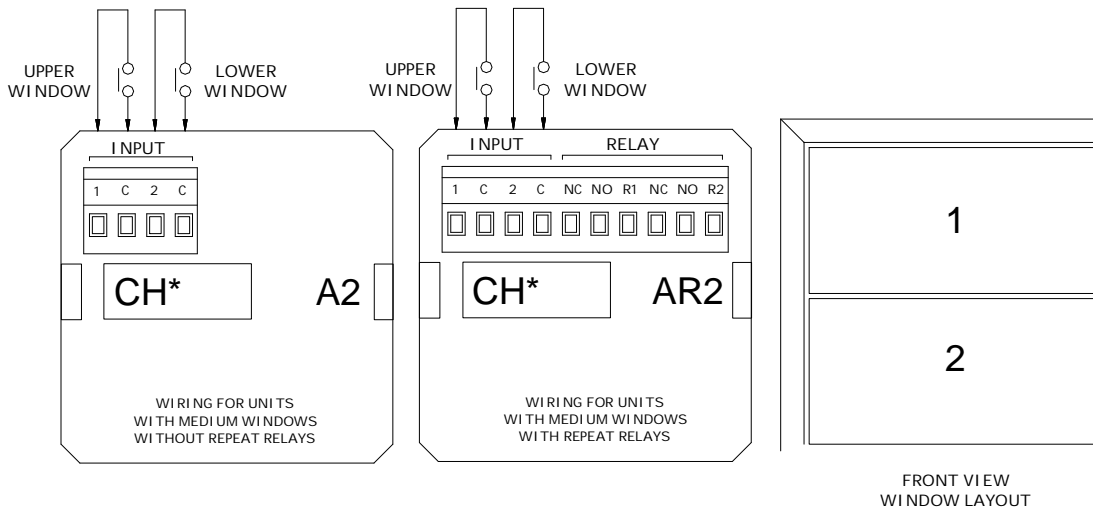 UPPER
WINDOW
LOWER
WINDOW
INPUT
1 C 2 C
CH*
A2
WIRING FOR UNITS
WITH MEDIUM WINDOWS
WITHOUT REPEAT RELAYS
UPPER
WINDOW
LOWER
WINDOW
INPUT
RELAY
1 C 2 C NC NO R1 NC NO R2
CH*
AR2
WIRING FOR UNITS
WITH MEDIUM WINDOWS
WITH REPEAT RELAYS
1
2
FRONT VIEW
WINDOW LAYOUT